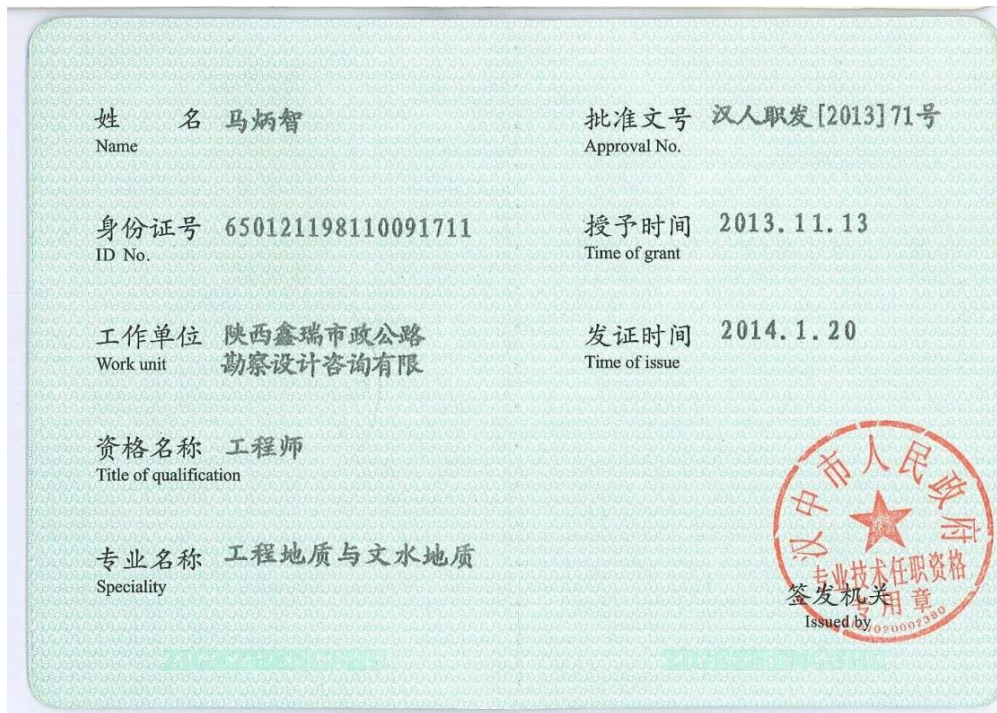 姓 名 马炳智
Name
身份证号 650121198110091711
ID No.
工作单位 陕西鑫瑞市政公路
Work unit 勘察设计咨询有限
资格名称 工程师
Title of qualification
专业名称 工程地质与文水地质
Speciality
批准文号 汉人职发[2013]71号
Approval No.
授予时间 2013.11.13
Time of grant
发证时间 2014.1.20
Time of issue
汉中市人民政府
专业技术任职资格
专用章
签发机关
Issued by